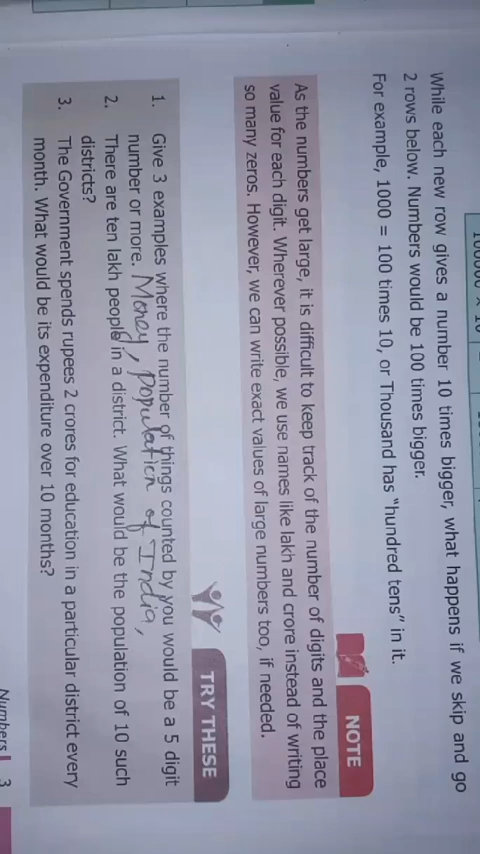 100000 × 10
While each new row gives a number 10 times bigger, what happens if we skip and go
2 rows below. Numbers would be 100 times bigger.
For example, 1000 = 100 times 10, or Thousand has "hundred tens" in it.
NOTE
As the numbers get large, it is difficult to keep track of the number of digits and the place
value for each digit. Wherever possible, we use names like lakh and crore instead of writing
so many zeros. However, we can write exact values of large numbers too, if needed.
TRY THESE
1. Give 3 examples where the number of things counted by you would be a 5 digit
number or more. Money, Population of India,
2. There are ten lakh people in a district. What would be the population of 10 such
districts?
3. The Government spends rupees 2 crores for education in a particular district every
month. What would be its expenditure over 10 months?
Numbers 3